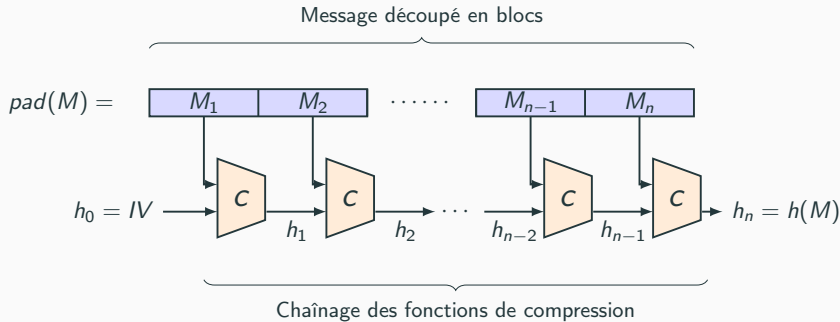 Message découpé en blocs
pad(M) = M₁ M₂ ⋯⋯ Mₙ₋₁ Mₙ
C C C C
h₀ = IV ⋯ hₙ = h(M)
h₁ h₂ hₙ₋₂ hₙ₋₁
Chaînage des fonctions de compression